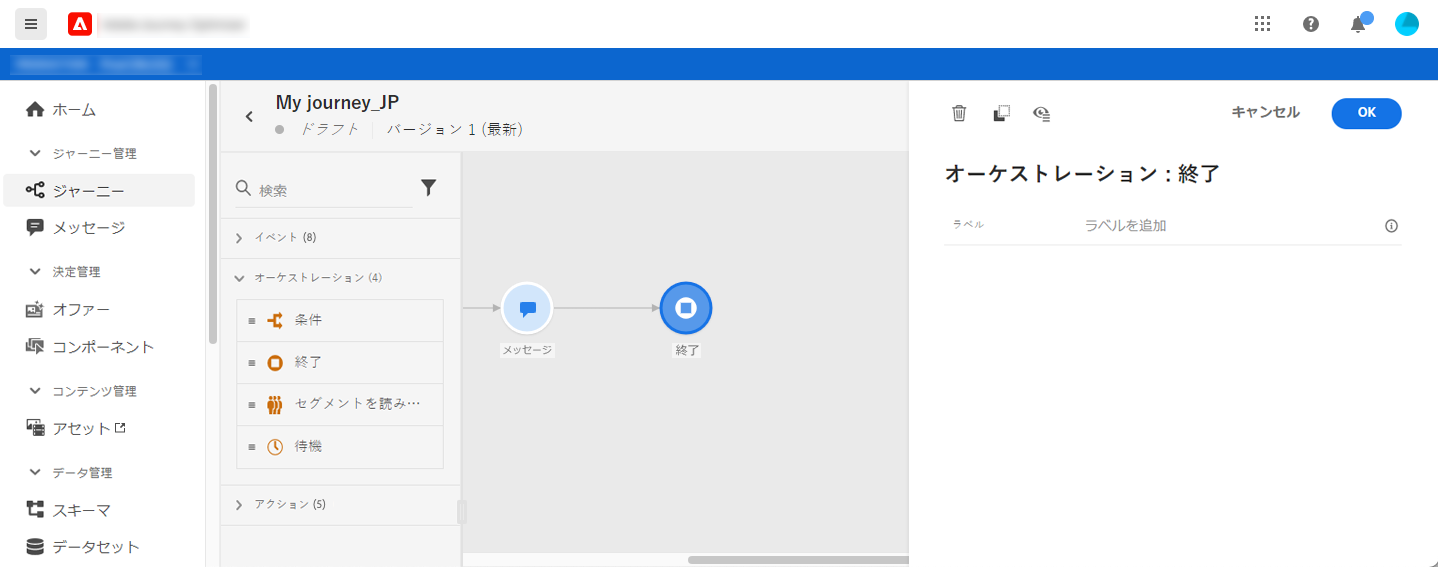 ホーム
ジャーニー管理
ジャーニー
メッセージ
決定管理
オファー
コンポーネント
コンテンツ管理
アセット
データ管理
スキーマ
データセット
My journey_JP
ドラフト
バージョン 1 (最新)
検索
イベント (8)
オーケストレーション (4)
条件
終了
セグメントを読み…
待機
アクション (5)
メッセージ
終了
キャンセル
OK
オーケストレーション : 終了
ラベル
ラベルを追加